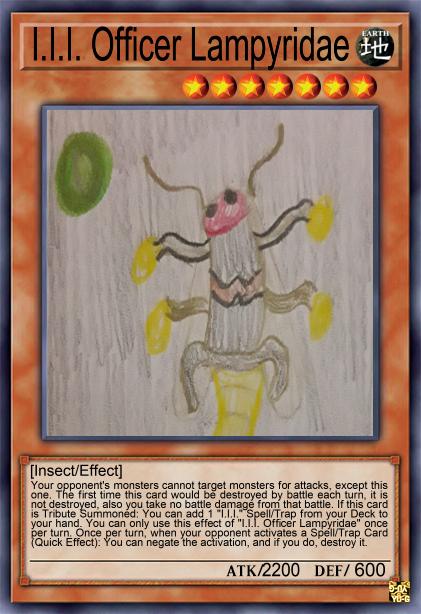 I.I.I. Officer Lampyridae
EARTH
地
[Insect/Effect]
Your opponent's monsters cannot target monsters for attacks, except this
one. The first time this card would be destroyed by battle each turn, it is
not destroyed, also you take no battle damage from that battle. If this card
is Tribute Summoned: You can add 1 "I.I.I." Spell/Trap from your Deck to
your hand. You can only use this effect of "I.I.I. Officer Lampyridae" once
per turn. Once per turn, when your opponent activates a Spell/Trap Card
(Quick Effect): You can negate the activation, and if you do, destroy it.
ATK/2200 DEF/ 600